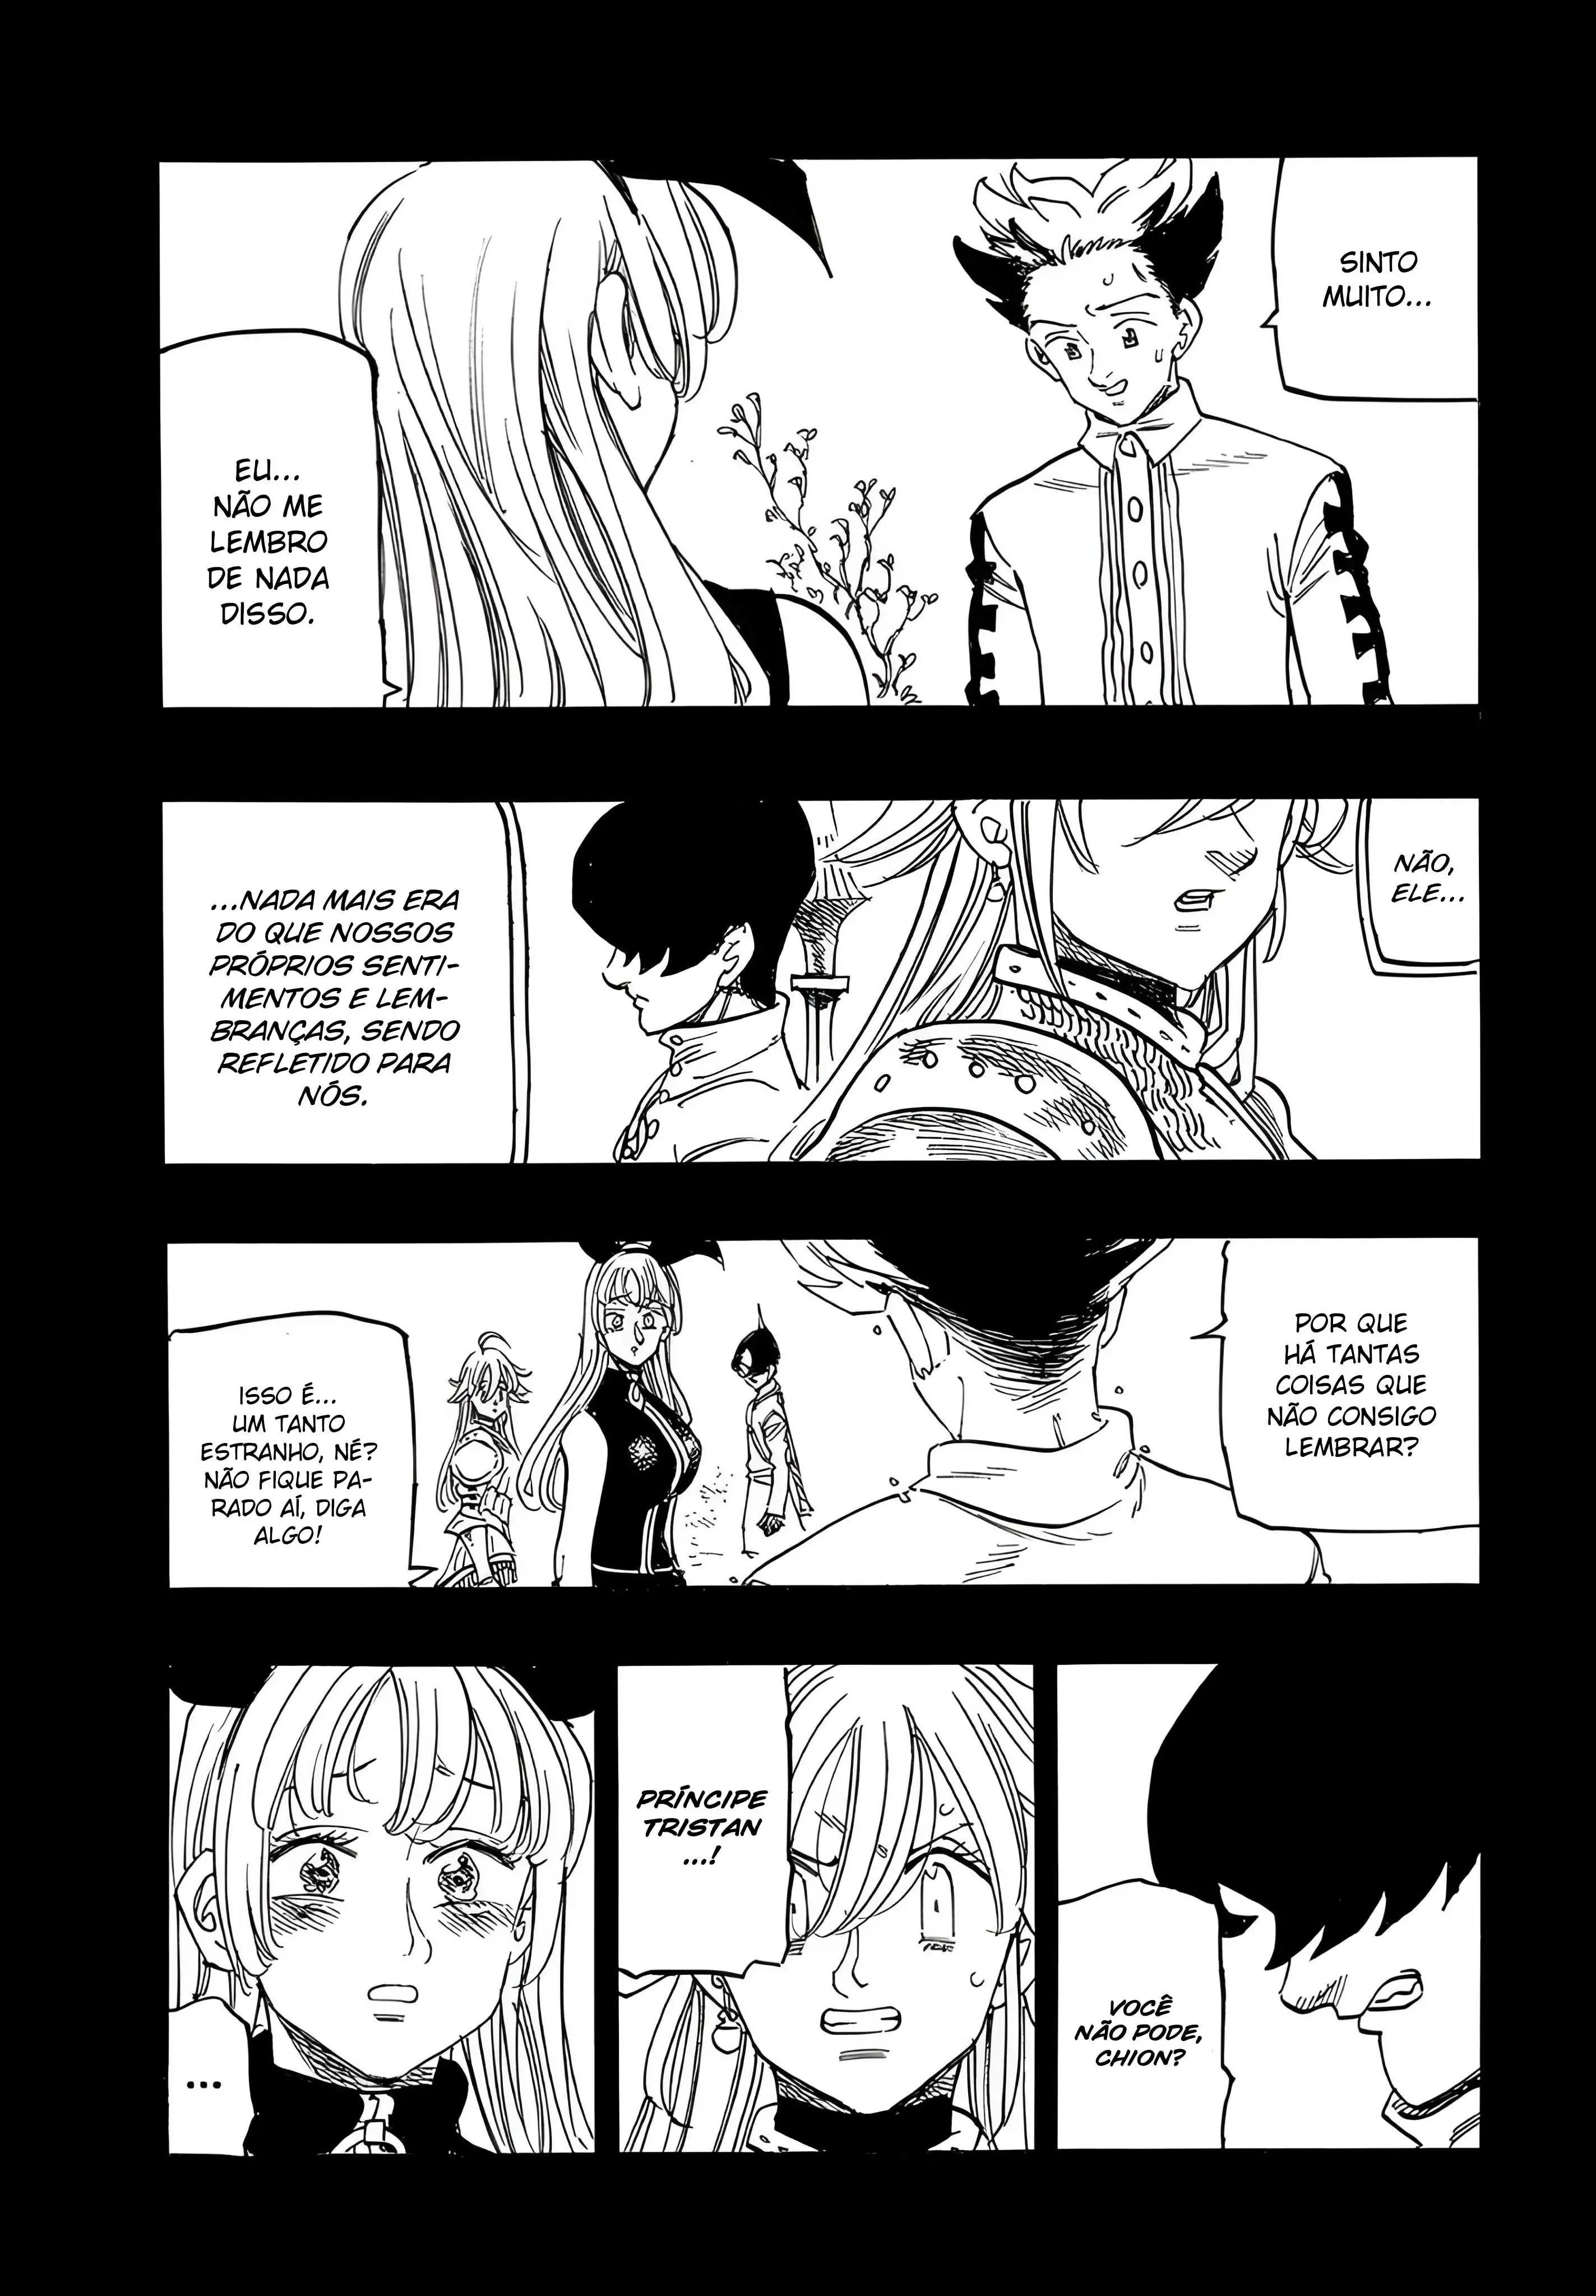 SINTO
MUITO...
EU...
NÃO ME
LEMBRO
DE NADA
DISSO.
NÃO,
ELE...
...NADA MAIS ERA
DO QUE NOSSOS
PRÓPRIOS SENTI-
MENTOS E LEM-
BRANÇAS, SENDO
REFLETIDO PARA
NÓS.
POR QUE
HÁ TANTAS
COISAS QUE
NÃO CONSIGO
LEMBRAR?
ISSO É...
UM TANTO
ESTRANHO, NÉ?
NÃO FIQUE PA-
RADO AÍ, DIGA
ALGO!
VOCÊ
NÃO PODE,
CHION?
PRÍNCIPE
TRISTAN
...!
...